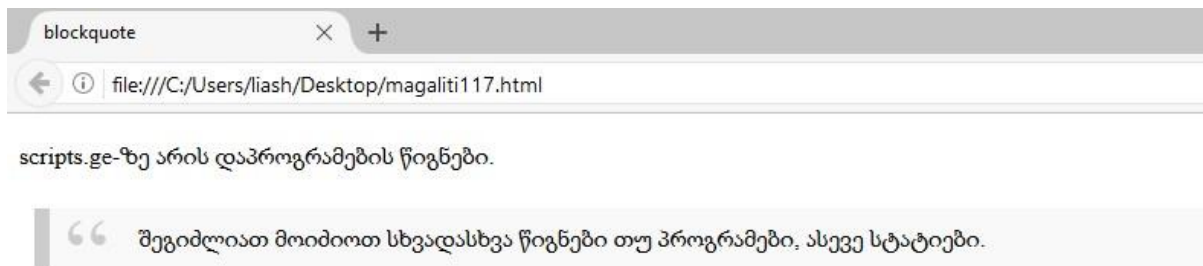 blockquote
file:///C:/Users/liash/Desktop/magaliti117.html
scripts.ge-ზე არის დაპროგრამების წიგნები.
“ შეგიძლიათ მოიძიოთ სხვადასხვა წიგნები თუ პროგრამები, ასევე სტატიები.